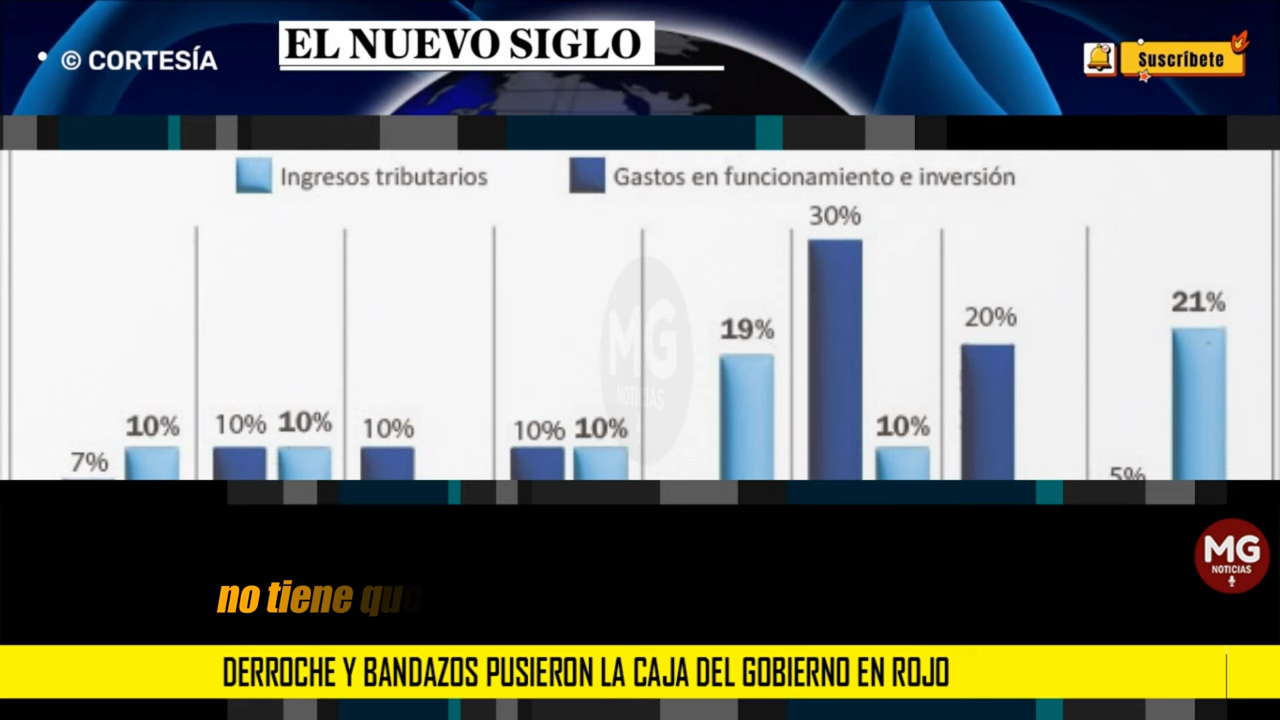 © CORTESÍA
EL NUEVO SIGLO
Suscríbete
Ingresos tributarios
Gastos en funcionamiento e inversión
30%
19%
20%
21%
7%
10%
10%
10%
10%
10%
10%
10%
5%
MG
NOTICIAS
MG
NOTICIAS
no tiene que
DERROCHE Y BANDAZOS PUSIERON LA CAJA DEL GOBIERNO EN ROJO